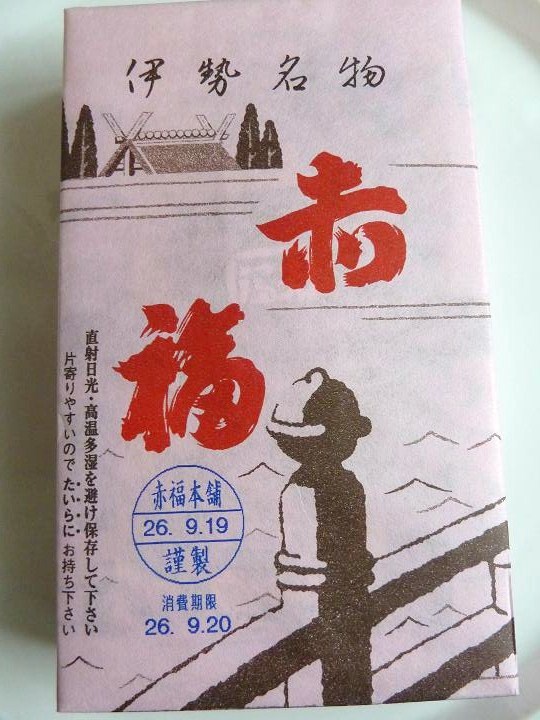 伊勢名物
赤福
直射日光・高温多湿を避け保存して下さい
片寄りやすいので たいらに お持ち下さい
赤福本舗
26. 9.19
謹製
消費期限
26. 9.20